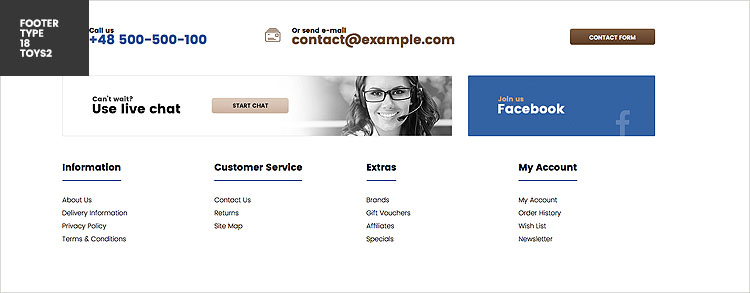 FOOTER
TYPE
18
TOYS2
Call us
+48 500-500-100
Or send e-mail
contact@example.com
CONTACT FORM
Can't wait?
Use live chat
START CHAT
Join us
Facebook
Information
About Us
Delivery Information
Privacy Policy
Terms & Conditions
Customer Service
Contact Us
Returns
Site Map
Extras
Brands
Gift Vouchers
Affiliates
Specials
My Account
My Account
Order History
Wish List
Newsletter